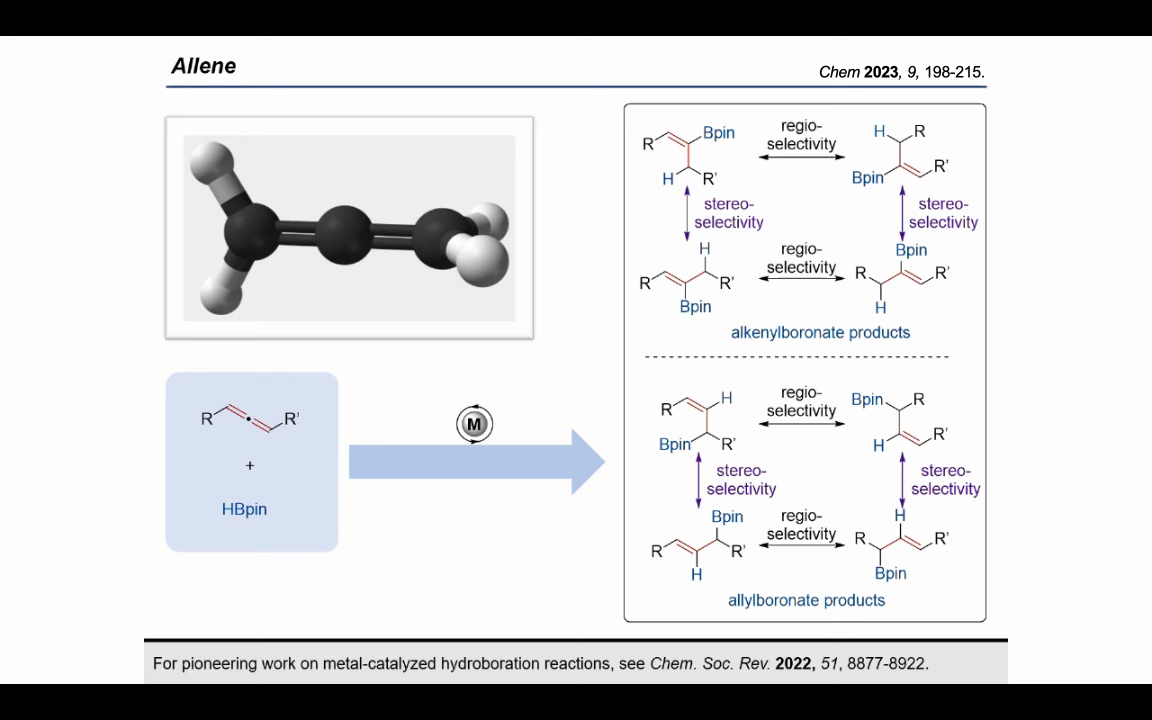 Allene
Chem 2023, 9, 198-215.
R
Bpin
H
R'
regio-
selectivity
H
R
Bpin
R'
stereo-
selectivity
stereo-
selectivity
R
H
R'
Bpin
regio-
selectivity
Bpin
R
R'
H
alkenylboronate products
R
R'
+
HBpin
M
R
H
Bpin
R'
regio-
selectivity
Bpin
R
H
R'
stereo-
selectivity
stereo-
selectivity
Bpin
R
R'
H
regio-
selectivity
H
R
R'
Bpin
allylboronate products
For pioneering work on metal-catalyzed hydroboration reactions, see Chem. Soc. Rev. 2022, 51, 8877-8922.